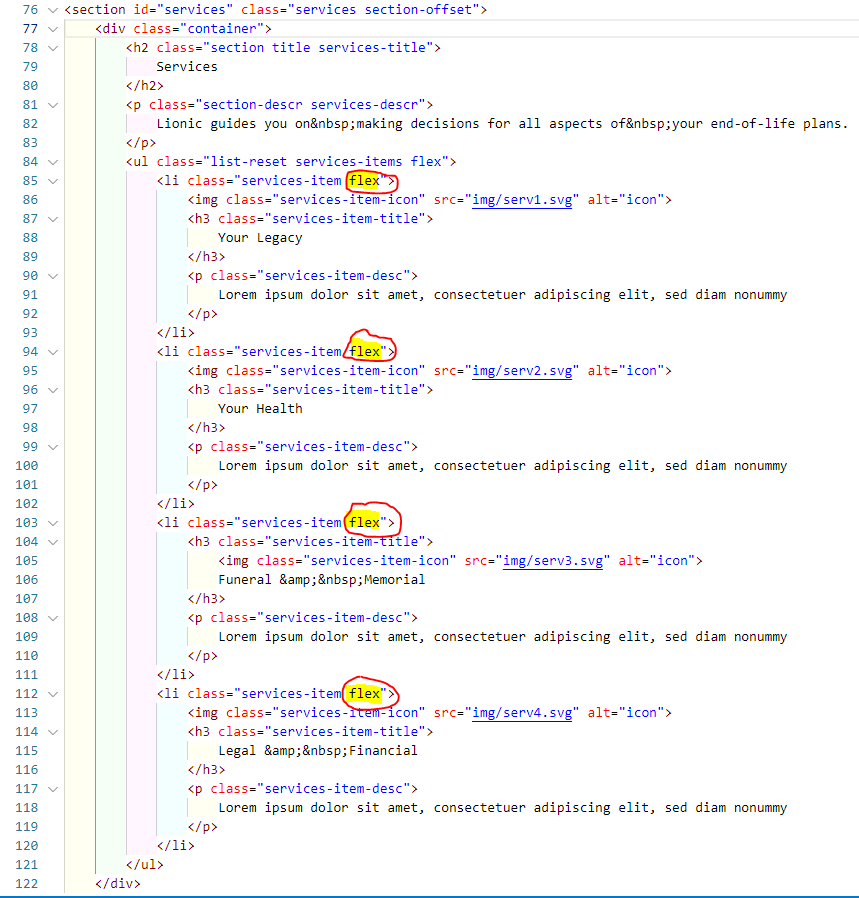 76 <section id="services" class="services section-offset">
77 <div class="container">
78 <h2 class="section title services-title">
79 Services
80 </h2>
81 <p class="section-descr services-descr">
82 Lionic guides you on&nbsp;making decisions for all aspects of&nbsp;your end-of-life plans.
83 </p>
84 <ul class="list-reset services-items flex">
85 <li class="services-item flex">
86 <img class="services-item-icon" src="img/serv1.svg" alt="icon">
87 <h3 class="services-item-title">
88 Your Legacy
89 </h3>
90 <p class="services-item-desc">
91 Lorem ipsum dolor sit amet, consectetuer adipiscing elit, sed diam nonummy
92 </p>
93 </li>
94 <li class="services-item flex">
95 <img class="services-item-icon" src="img/serv2.svg" alt="icon">
96 <h3 class="services-item-title">
97 Your Health
98 </h3>
99 <p class="services-item-desc">
100 Lorem ipsum dolor sit amet, consectetuer adipiscing elit, sed diam nonummy
101 </p>
102 </li>
103 <li class="services-item flex">
104 <h3 class="services-item-title">
105 <img class="services-item-icon" src="img/serv3.svg" alt="icon">
106 Funeral &amp;&nbsp;Memorial
107 </h3>
108 <p class="services-item-desc">
109 Lorem ipsum dolor sit amet, consectetuer adipiscing elit, sed diam nonummy
110 </p>
111 </li>
112 <li class="services-item flex">
113 <img class="services-item-icon" src="img/serv4.svg" alt="icon">
114 <h3 class="services-item-title">
115 Legal &amp;&nbsp;Financial
116 </h3>
117 <p class="services-item-desc">
118 Lorem ipsum dolor sit amet, consectetuer adipiscing elit, sed diam nonummy
119 </p>
120 </li>
121 </ul>
122 </div>